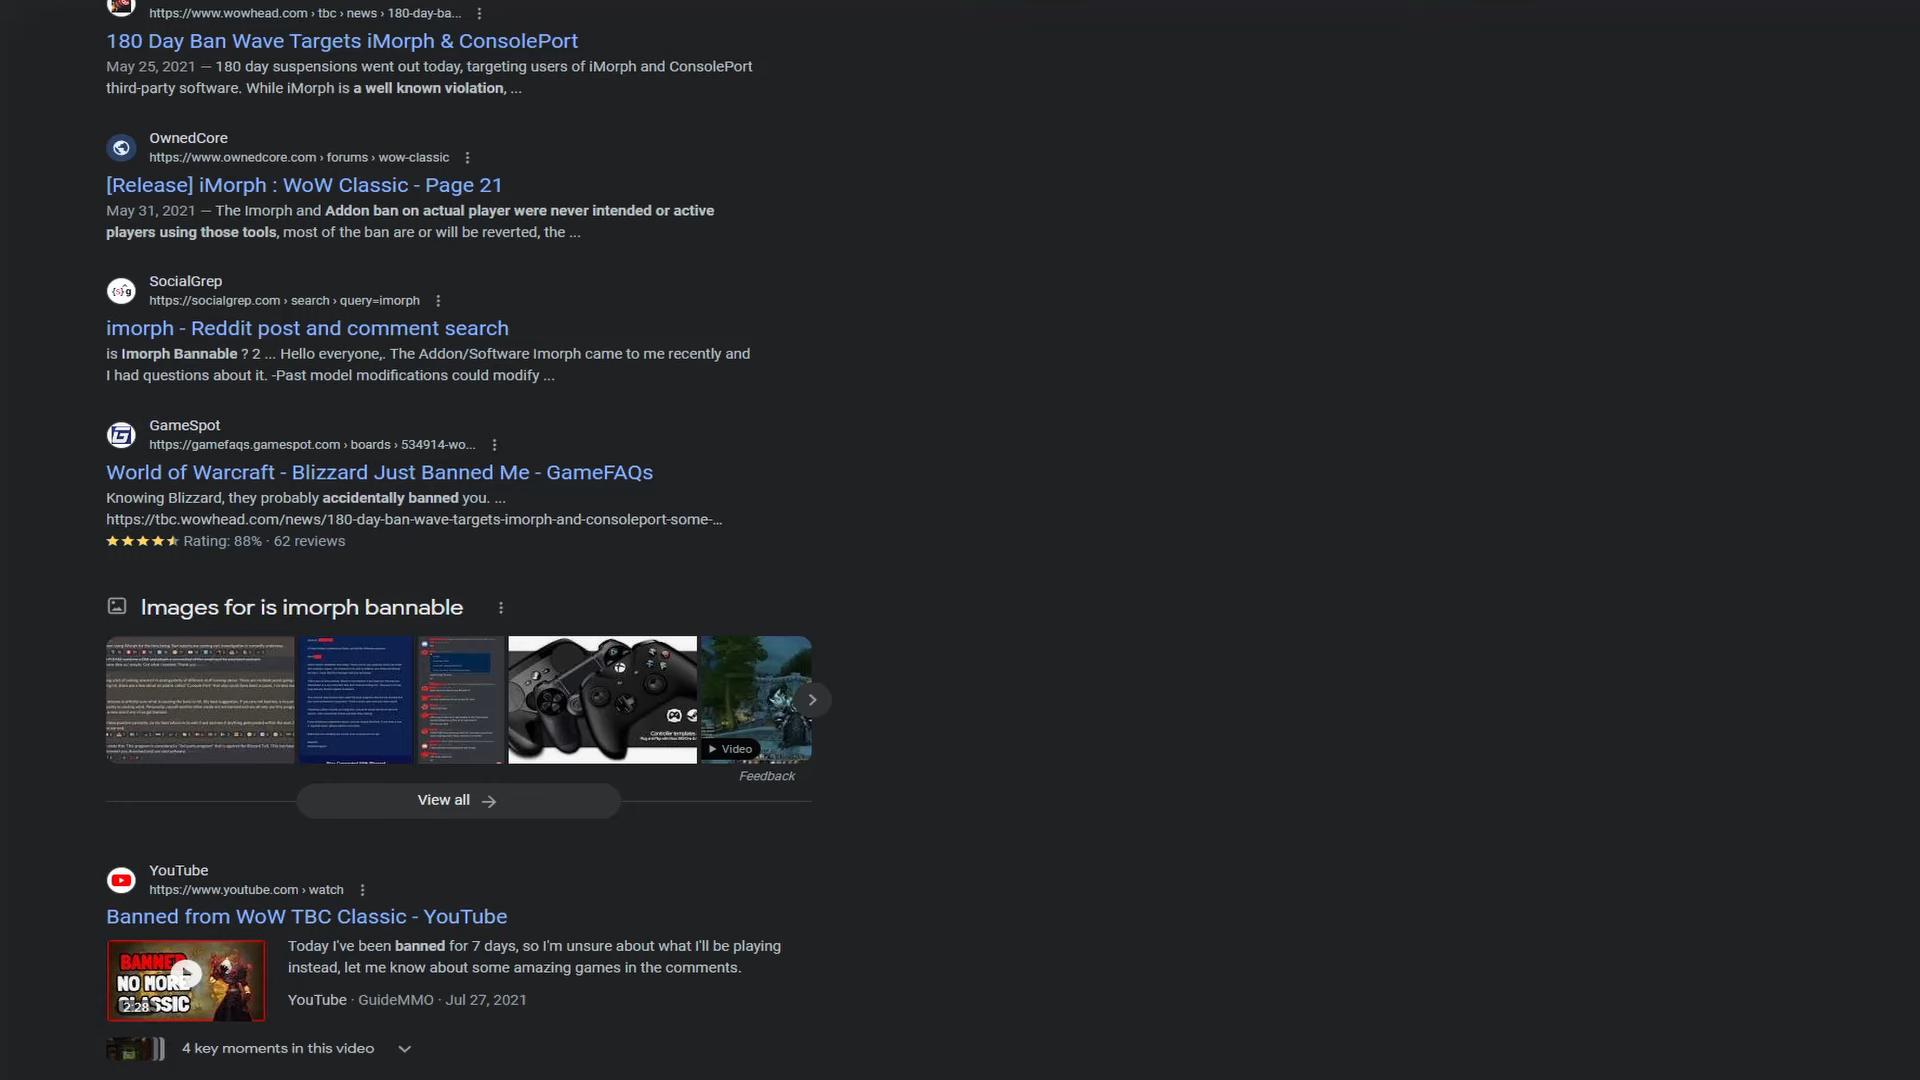 https://www.wowhead.com › tbc › news › 180-day-ba...
180 Day Ban Wave Targets iMorph & ConsolePort
May 25, 2021 — 180 day suspensions went out today, targeting users of iMorph and ConsolePort
third-party software. While iMorph is a well known violation, ...
OwnedCore
https://www.ownedcore.com › forums › wow-classic
[Release] iMorph : WoW Classic - Page 21
May 31, 2021 — The Imorph and Addon ban on actual player were never intended or active
players using those tools, most of the ban are or will be reverted, the ...
SocialGrep
https://socialgrep.com › search › query=imorph
imorph - Reddit post and comment search
is Imorph Bannable ? 2 ... Hello everyone,. The Addon/Software Imorph came to me recently and
I had questions about it. -Past model modifications could modify ...
GameSpot
https://gamefaqs.gamespot.com › boards › 534914-wo...
World of Warcraft - Blizzard Just Banned Me - GameFAQs
Knowing Blizzard, they probably accidentally banned you. ...
https://tbc.wowhead.com/news/180-day-ban-wave-targets-imorph-and-consoleport-some-...
Rating: 88% · 62 reviews
Images for is imorph bannable
Controller templates
Video
Feedback
View all
YouTube
https://www.youtube.com › watch
Banned from WoW TBC Classic - YouTube
Today I've been banned for 7 days, so I'm unsure about what I'll be playing
instead, let me know about some amazing games in the comments.
BANNED
NO MORE
CLASSIC
2:28
YouTube · GuideMMO · Jul 27, 2021
4 key moments in this video